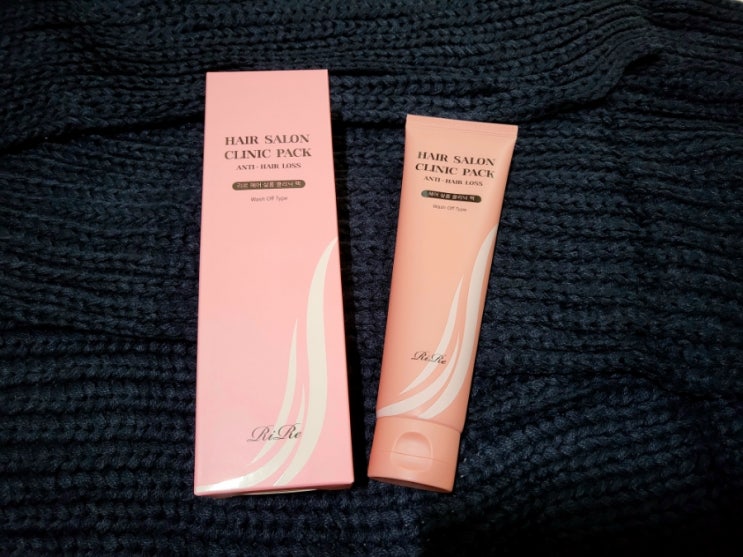 HAIR SALON
CLINIC PACK
ANTI-HAIR LOSS
리르 헤어 살롱 클리닉 팩
Wash Off Type
RiRe
HAIR SALON
CLINIC PACK
ANTI-HAIR LOSS
헤어 살롱 클리닉 팩
Wash Off Type
RiRe